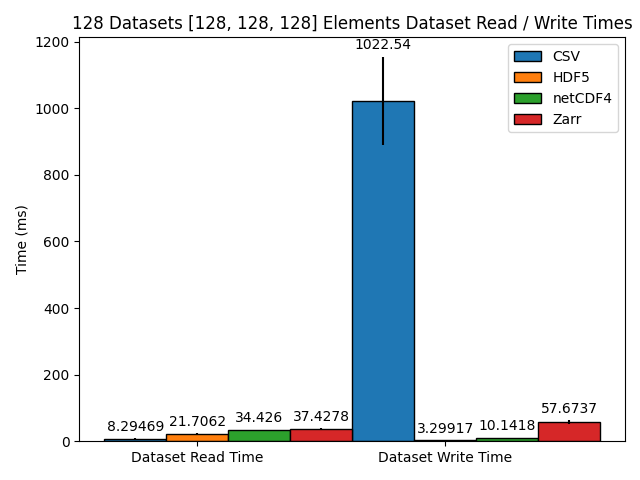 128 Datasets [128, 128, 128] Elements Dataset Read / Write Times
1200
1000
800
600
400
200
0
Time (ms)
CSV
HDF5
netCDF4
Zarr
8.29469
21.7062
34.426
37.4278
1022.54
3.29917
10.1418
57.6737
Dataset Read Time
Dataset Write Time